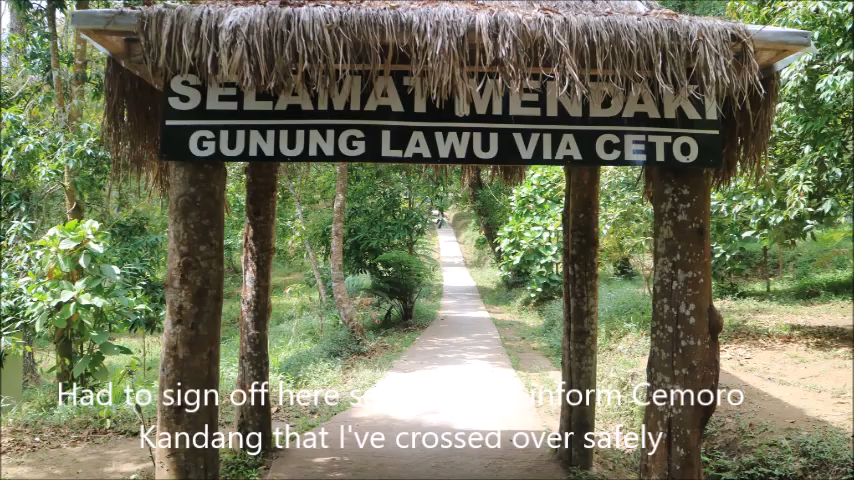 SELAMAT MENDAKI
GUNUNG LAWU VIA CETO
Had to sign off here inform Cemoro
Kandang that I've crossed over safely